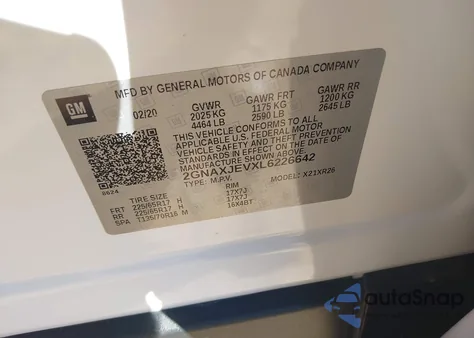 MFD BY GENERAL MOTORS OF CANADA COMPANY
GM
02/20 GVWR GAWR FRT GAWR RR
2025 KG 1175 KG 1200 KG
4464 LB 2590 LB 2645 LB
THIS VEHICLE CONFORMS TO ALL
APPLICABLE U.S. FEDERAL MOTOR
VEHICLE SAFETY AND THEFT PREVENTION
STANDARDS IN EFFECT ON THE DATE OF
MANUFACTURE SHOWN ABOVE.
2GNAXJEVXL6226642
TYPE: M.P.V. MODEL: X21XR26
8624
TIRE SIZE RIM
FRT 225/65R17 H 17X7J
RR 225/65R17 H 17X7J
SPA T135/70R16 M 16X4BT
autoSnap